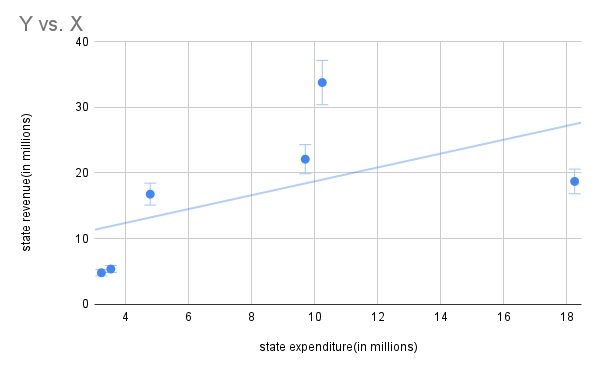 Y vs. X
state revenue(in millions)
40
30
20
10
0
4 6 8 10 12 14 16 18
state expenditure(in millions)